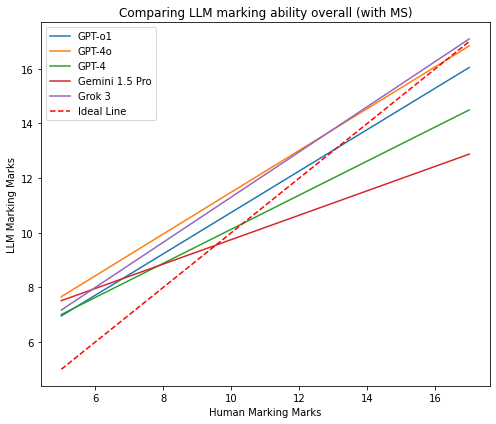 Comparing LLM marking ability overall (with MS)
GPT-o1
GPT-4o
GPT-4
Gemini 1.5 Pro
Grok 3
Ideal Line
LLM Marking Marks
16
14
12
10
8
6
6 8 10 12 14 16
Human Marking Marks